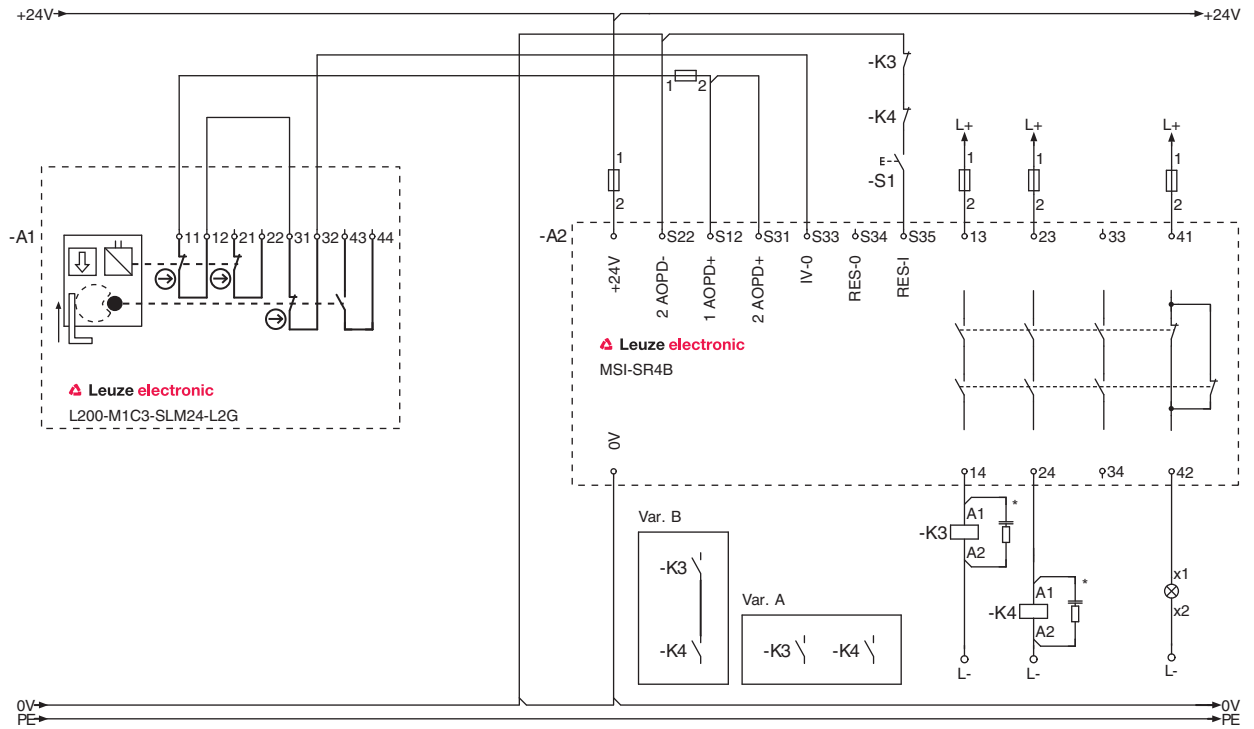 +24V
+24V
-K3
1 2
-K4
L+ L+ L+
1
1 1 1
-S1
2
2 2 2
-A1
11 12 21 22 31 32 43 44
-A2
S22 S12 S31 S33 S34 S35 13 23 33 41
+24V
2 AOPD-
1 AOPD+
2 AOPD+
IV-0
RES-0
RES-I
Leuze electronic
MSI-SR4B
Leuze electronic
L200-M1C3-SLM24-L2G
0V
14 24 34 42
Var. B
-K3
-K4
Var. A
-K3 -K4
A1 *
-K3
A2
A1 *
-K4
A2
x1
x2
L- L- L-
0V 0V
PE PE